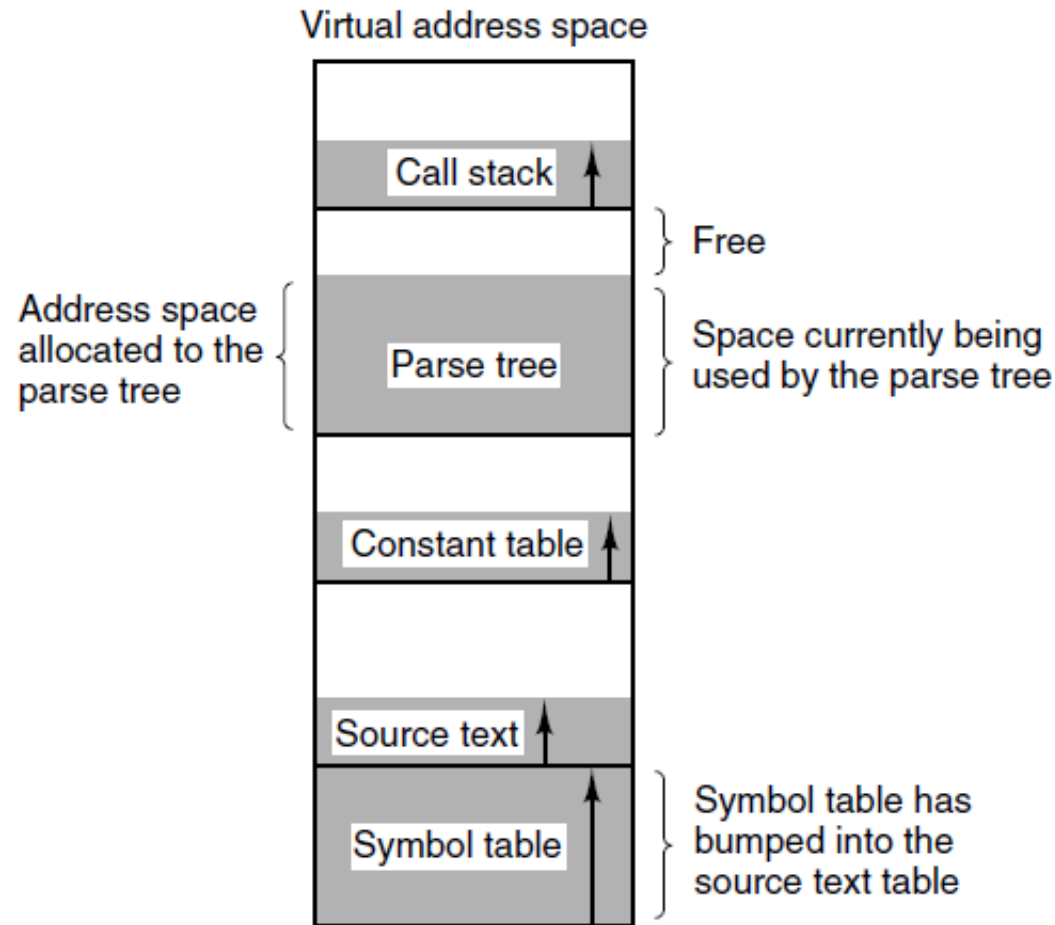 Virtual address space
Call stack
Free
Address space
allocated to the
parse tree
Parse tree
Space currently being
used by the parse tree
Constant table
Source text
Symbol table
Symbol table has
bumped into the
source text table